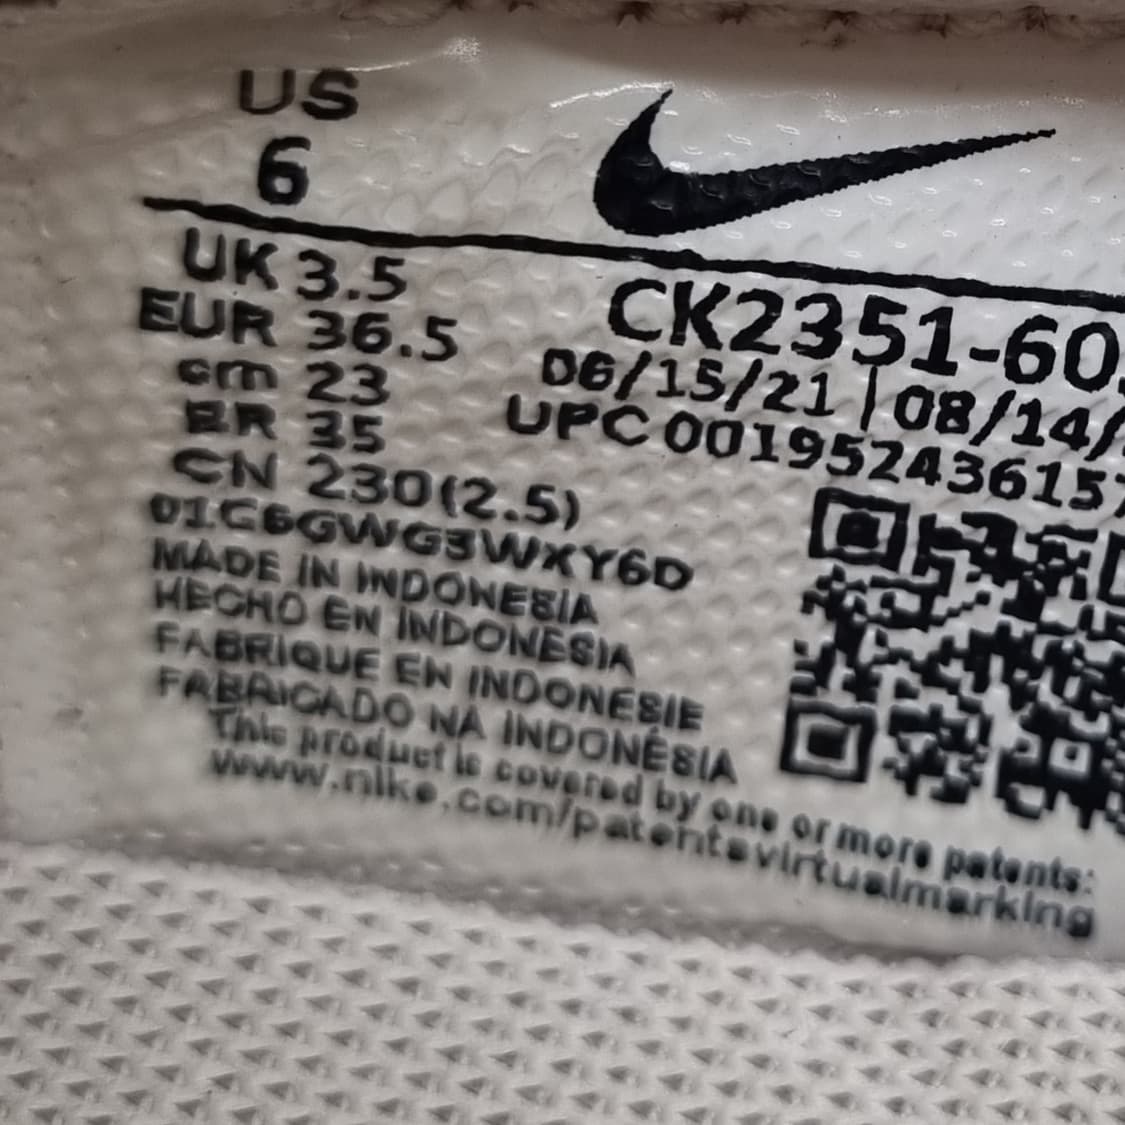 US
6
UK 3.5
EUR 36.5
cm 23
BR 35
CN 230(2.5)
CK2351-60
06/15/21 | 08/14/
UPC 001952436157
01C6GWG3WXY6D
MADE IN INDONESIA
HECHO EN INDONESIA
FABRIQUE EN INDONESIE
FABRICADO NA INDONÉSIA
This product is covered by one or more patents:
www.nike.com/patentsvirtualmarking